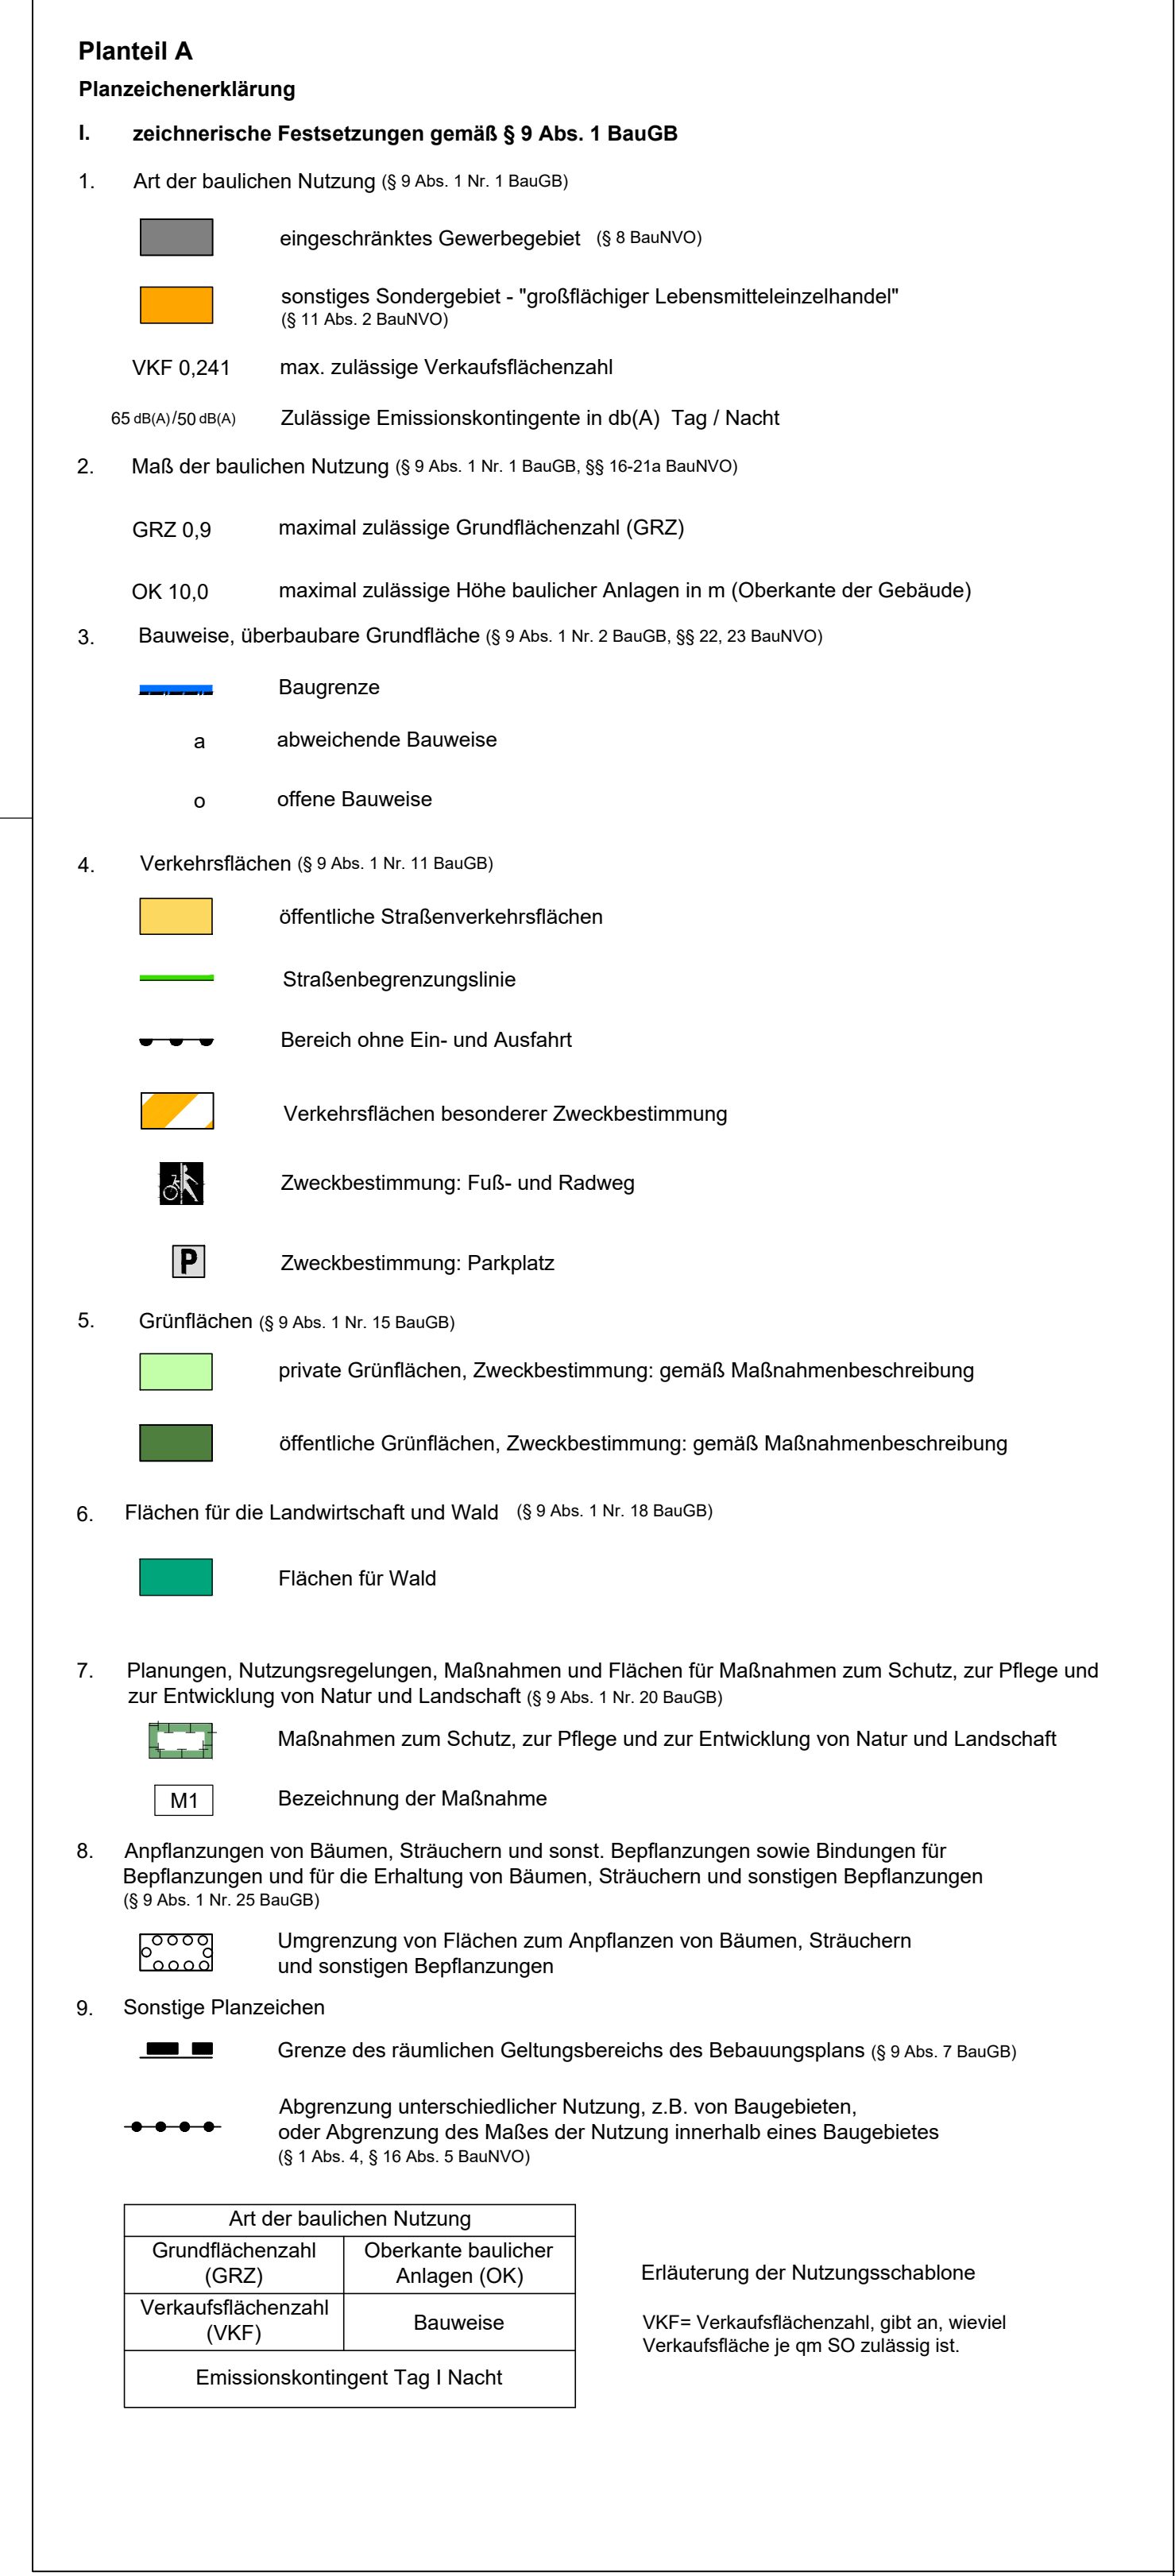 Planteil A
Planzeichenerklärung
I. zeichnerische Festsetzungen gemäß § 9 Abs. 1 BauGB
1. Art der baulichen Nutzung (§ 9 Abs. 1 Nr. 1 BauGB)
eingeschränktes Gewerbegebiet (§ 8 BauNVO)
sonstiges Sondergebiet - "großflächiger Lebensmitteleinzelhandel"
(§ 11 Abs. 2 BauNVO)
VKF 0,241 max. zulässige Verkaufsflächenzahl
65 dB(A)/50 dB(A) Zulässige Emissionskontingente in db(A) Tag / Nacht
2. Maß der baulichen Nutzung (§ 9 Abs. 1 Nr. 1 BauGB, §§ 16-21a BauNVO)
GRZ 0,9 maximal zulässige Grundflächenzahl (GRZ)
OK 10,0 maximal zulässige Höhe baulicher Anlagen in m (Oberkante der Gebäude)
3. Bauweise, überbaubare Grundfläche (§ 9 Abs. 1 Nr. 2 BauGB, §§ 22, 23 BauNVO)
Baugrenze
a abweichende Bauweise
o offene Bauweise
4. Verkehrsflächen (§ 9 Abs. 1 Nr. 11 BauGB)
öffentliche Straßenverkehrsflächen
Straßenbegrenzungslinie
Bereich ohne Ein- und Ausfahrt
Verkehrsflächen besonderer Zweckbestimmung
Zweckbestimmung: Fuß- und Radweg
P Zweckbestimmung: Parkplatz
5. Grünflächen (§ 9 Abs. 1 Nr. 15 BauGB)
private Grünflächen, Zweckbestimmung: gemäß Maßnahmenbeschreibung
öffentliche Grünflächen, Zweckbestimmung: gemäß Maßnahmenbeschreibung
6. Flächen für die Landwirtschaft und Wald (§ 9 Abs. 1 Nr. 18 BauGB)
Flächen für Wald
7. Planungen, Nutzungsregelungen, Maßnahmen und Flächen für Maßnahmen zum Schutz, zur Pflege und
zur Entwicklung von Natur und Landschaft (§ 9 Abs. 1 Nr. 20 BauGB)
Maßnahmen zum Schutz, zur Pflege und zur Entwicklung von Natur und Landschaft
M1 Bezeichnung der Maßnahme
8. Anpflanzungen von Bäumen, Sträuchern und sonst. Bepflanzungen sowie Bindungen für
Bepflanzungen und für die Erhaltung von Bäumen, Sträuchern und sonstigen Bepflanzungen
(§ 9 Abs. 1 Nr. 25 BauGB)
Umgrenzung von Flächen zum Anpflanzen von Bäumen, Sträuchern
und sonstigen Bepflanzungen
9. Sonstige Planzeichen
Grenze des räumlichen Geltungsbereichs des Bebauungsplans (§ 9 Abs. 7 BauGB)
Abgrenzung unterschiedlicher Nutzung, z.B. von Baugebieten,
oder Abgrenzung des Maßes der Nutzung innerhalb eines Baugebietes
(§ 1 Abs. 4, § 16 Abs. 5 BauNVO)
Art der baulichen Nutzung
Grundflächenzahl
(GRZ)
Oberkante baulicher
Anlagen (OK)
Verkaufsflächenzahl
(VKF)
Bauweise
Emissionskontingent Tag I Nacht
Erläuterung der Nutzungsschablone
VKF= Verkaufsflächenzahl, gibt an, wieviel
Verkaufsfläche je qm SO zulässig ist.